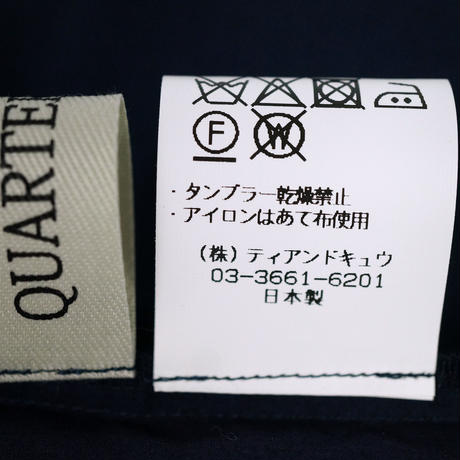 QUARTE
F W
・タンブラー乾燥禁止
・アイロンはあて布使用
(株)ティアンドキュウ
03-3661-6201
日本製